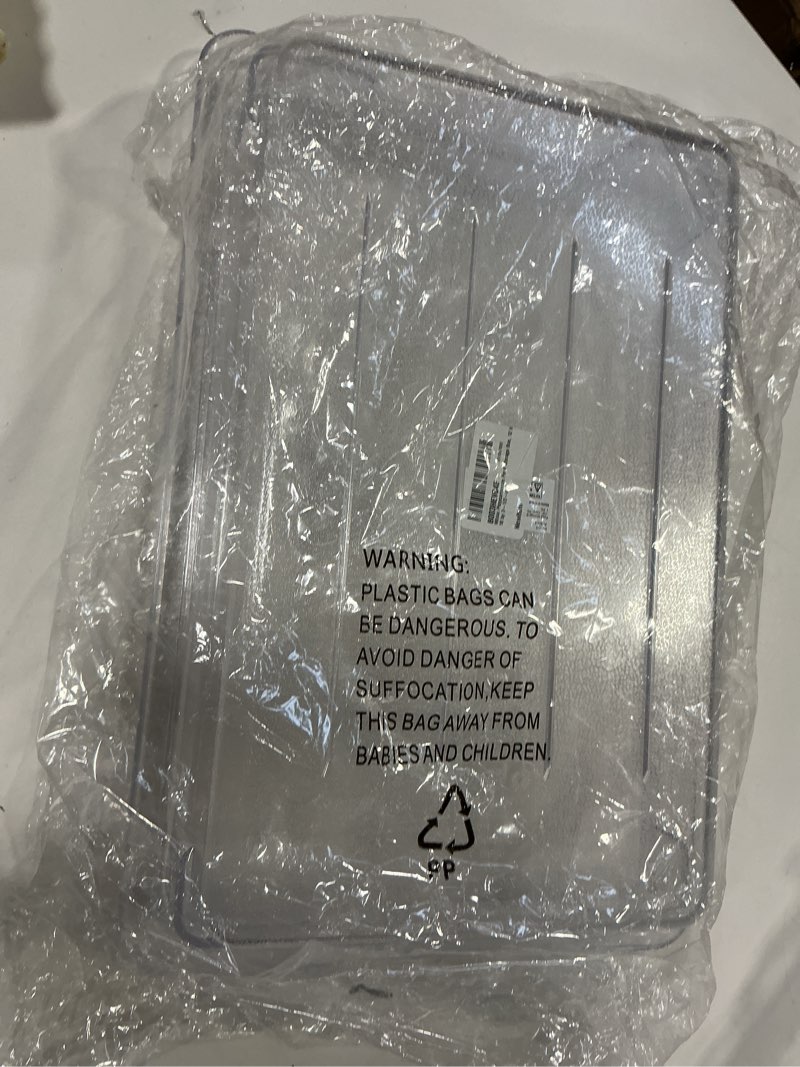 WARNING:
PLASTIC BAGS CAN
BE DANGEROUS. TO
AVOID DANGER OF
SUFFOCATION,KEEP
THIS BAG AWAY FROM
BABIES AND CHILDREN.
PP